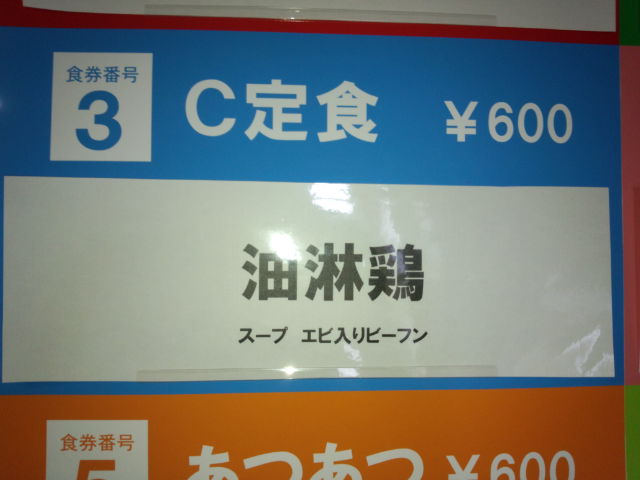 食券番号
3
C定食 ¥600
油淋鶏
スープ エビ入りビーフン
食券番号
5
あつあつ ¥600